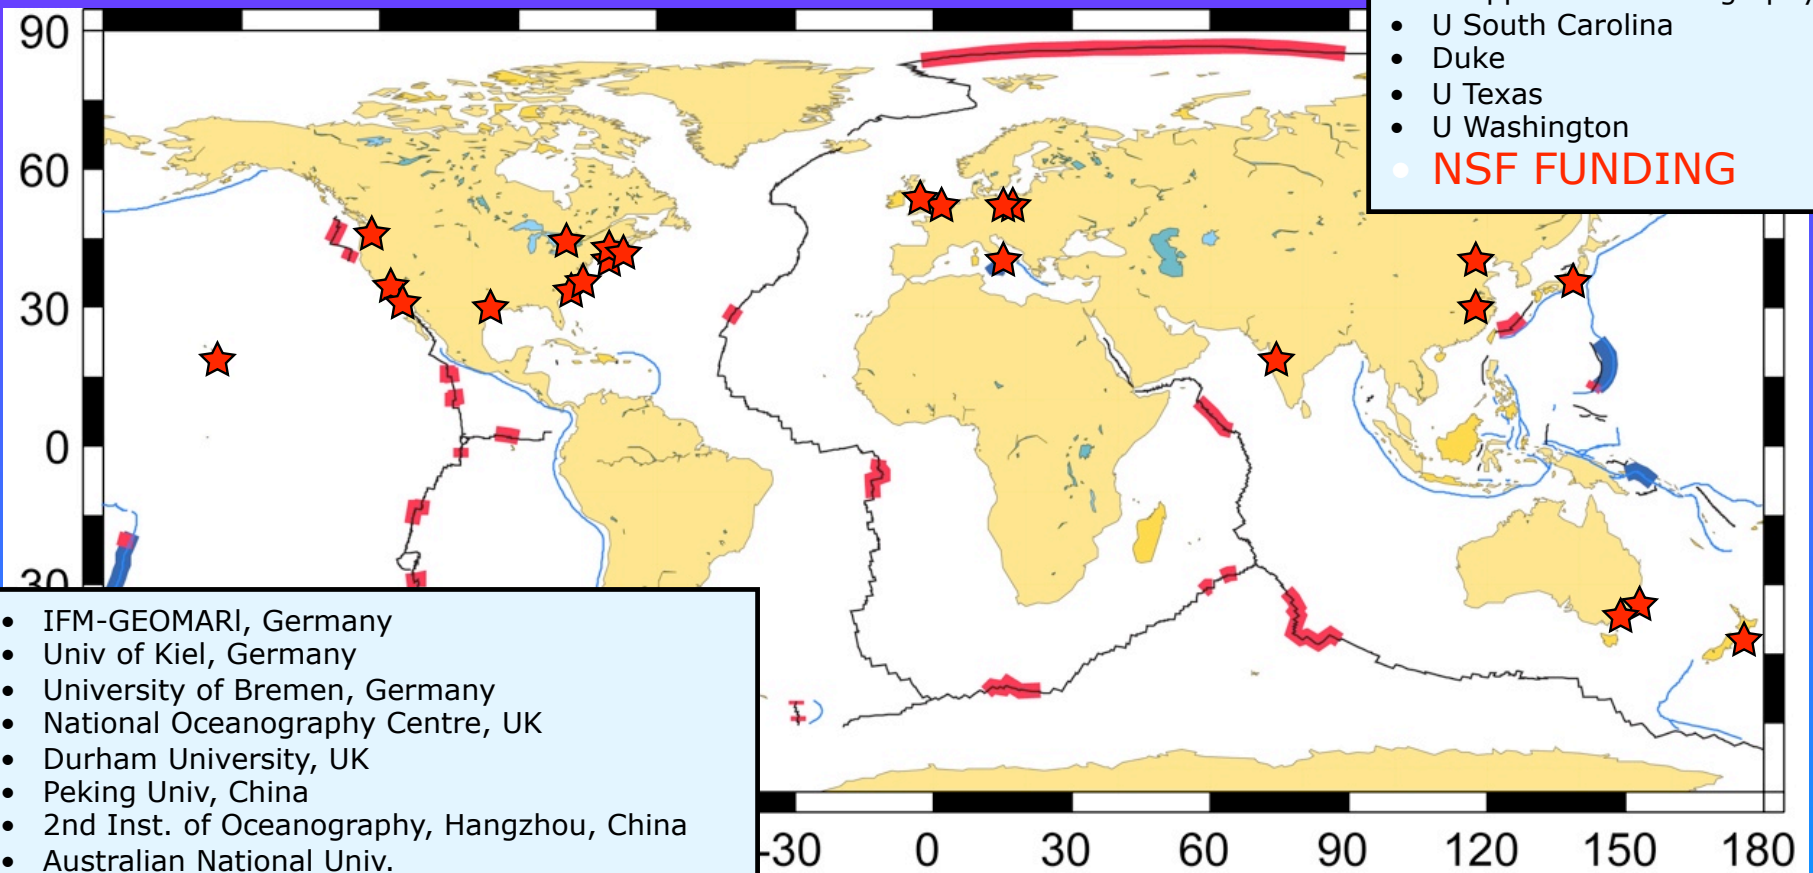 • U South Carolina
• Duke
• U Texas
• U Washington
• NSF FUNDING
90
60
30
0
30
• IFM-GEOMARl, Germany
• Univ of Kiel, Germany
• University of Bremen, Germany
• National Oceanography Centre, UK
• Durham University, UK
• Peking Univ, China
• 2nd Inst. of Oceanography, Hangzhou, China
• Australian National Univ.
-30 0 30 60 90 120 150 180